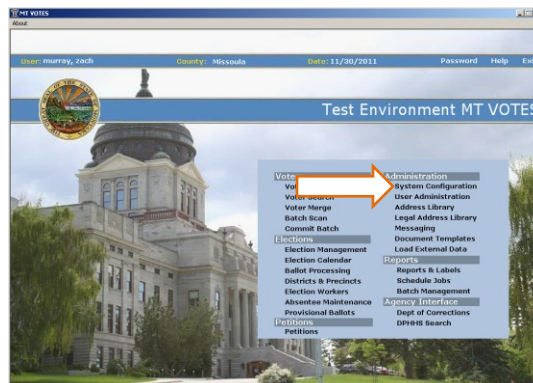 MT VOTES
About
User: murray, zach County: Missoula Date: 11/30/2011 Password Help
Test Environment MT VOTES
Voter Search
Voter Merge
Batch Scan
Commit Batch
Elections
Election Management
Election Calendar
Ballot Processing
Districts & Precincts
Election Workers
Absentee Maintenance
Provisional Ballots
Petitions
Petitions
Administration
System Configuration
User Administration
Address Library
Legal Address Library
Messaging
Document Templates
Load External Data
Reports
Reports & Labels
Schedule Jobs
Batch Management
Agency Interface
Dept of Corrections
DPHHS Search